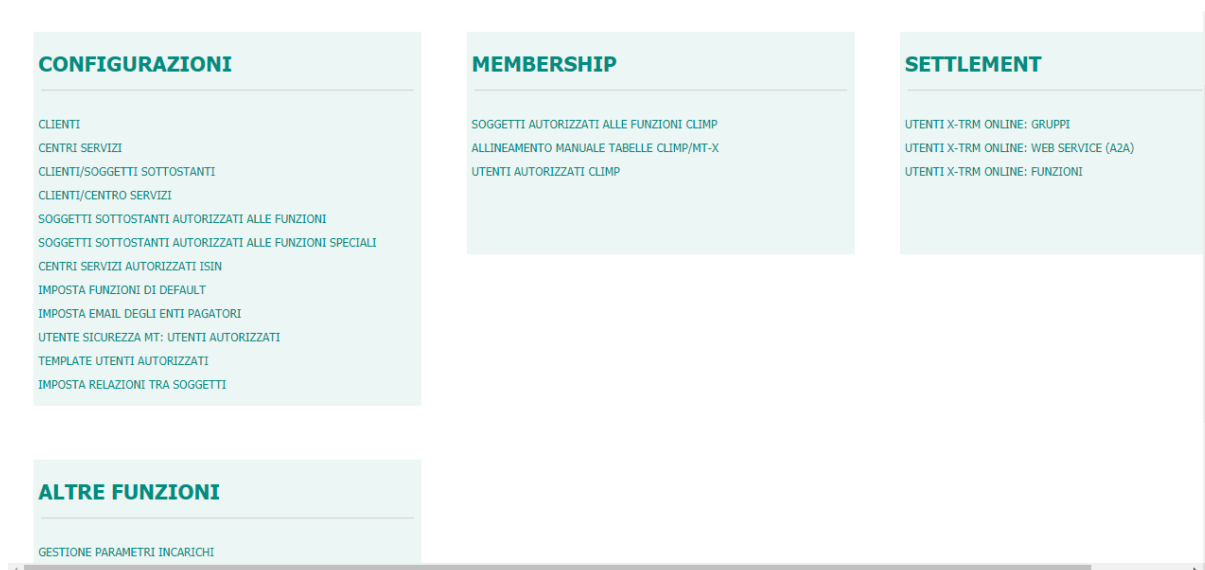 CONFIGURAZIONI
CLIENTI
CENTRI SERVIZI
CLIENTI/SOGGETTI SOTTOSTANTI
CLIENTI/CENTRO SERVIZI
SOGGETTI SOTTOSTANTI AUTORIZZATI ALLE FUNZIONI
SOGGETTI SOTTOSTANTI AUTORIZZATI ALLE FUNZIONI SPECIALI
CENTRI SERVIZI AUTORIZZATI ISIN
IMPOSTA FUNZIONI DI DEFAULT
IMPOSTA EMAIL DEGLI ENTI PAGATORI
UTENTE SICUREZZA MT: UTENTI AUTORIZZATI
TEMPLATE UTENTI AUTORIZZATI
IMPOSTA RELAZIONI TRA SOGGETTI
MEMBERSHIP
SOGGETTI AUTORIZZATI ALLE FUNZIONI CLIMP
ALLINEAMENTO MANUALE TABELLE CLIMP/MT-X
UTENTI AUTORIZZATI CLIMP
SETTLEMENT
UTENTI X-TRM ONLINE: GRUPPI
UTENTI X-TRM ONLINE: WEB SERVICE (A2A)
UTENTI X-TRM ONLINE: FUNZIONI
ALTRE FUNZIONI
GESTIONE PARAMETRI INCARICHI